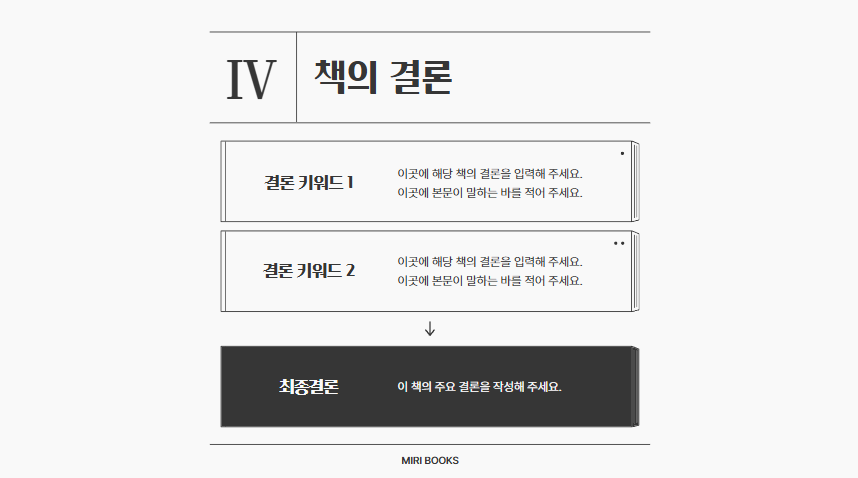 IV
책의 결론
결론 키워드 1
이곳에 해당 책의 결론을 입력해 주세요.
이곳에 본문이 말하는 바를 적어 주세요.
결론 키워드 2
이곳에 해당 책의 결론을 입력해 주세요.
이곳에 본문이 말하는 바를 적어 주세요.
최종결론
이 책의 주요 결론을 작성해 주세요.
MIRI BOOKS